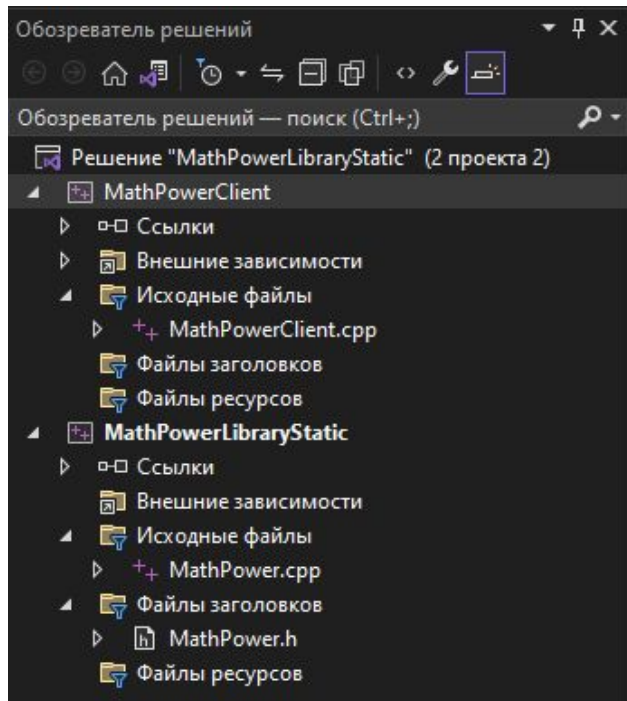 Обозреватель решений
Обозреватель решений — поиск (Ctrl+;)
Решение "MathPowerLibraryStatic" (2 проекта 2)
MathPowerClient
Ссылки
Внешние зависимости
Исходные файлы
MathPowerClient.cpp
Файлы заголовков
Файлы ресурсов
MathPowerLibraryStatic
Ссылки
Внешние зависимости
Исходные файлы
MathPower.cpp
Файлы заголовков
MathPower.h
Файлы ресурсов